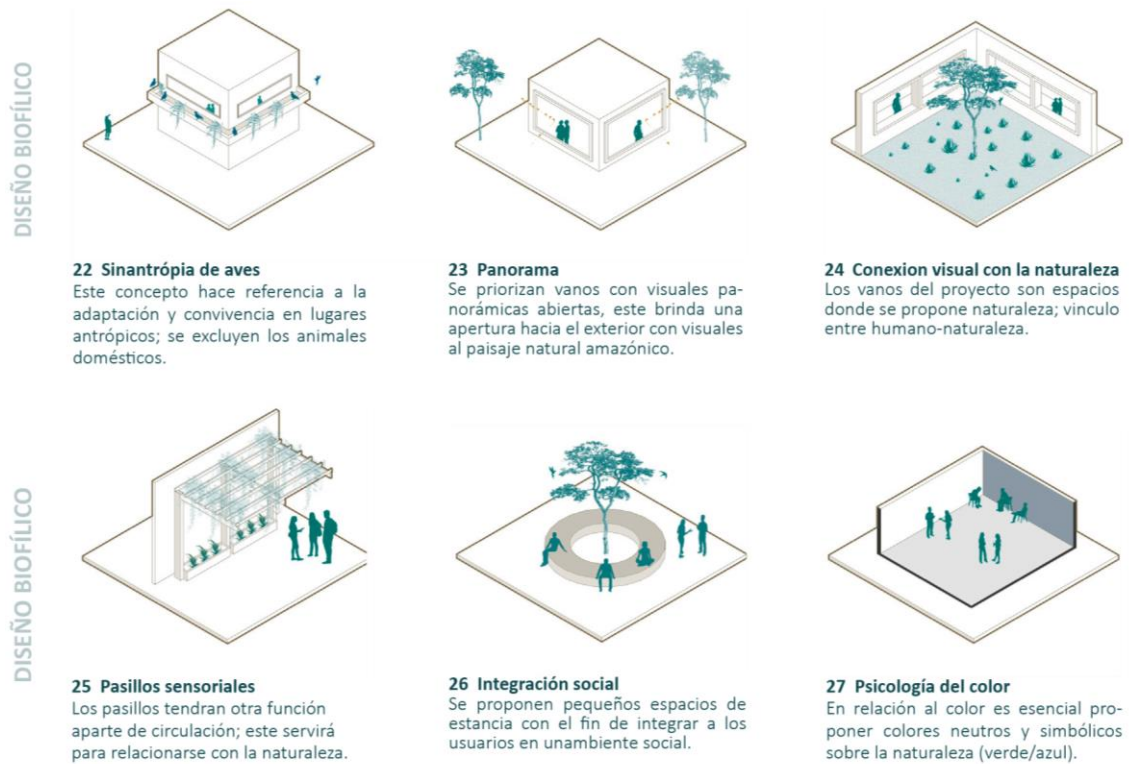 DISEÑO BIOFÍLICO
22 Sinantrópia de aves
Este concepto hace referencia a la
adaptación y convivencia en lugares
antrópicos; se excluyen los animales
domésticos.
23 Panorama
Se priorizan vanos con visuales pa-
norámicas abiertas, este brinda una
apertura hacia el exterior con visuales
al paisaje natural amazónico.
24 Conexion visual con la naturaleza
Los vanos del proyecto son espacios
donde se propone naturaleza; vinculo
entre humano-naturaleza.
DISEÑO BIOFÍLICO
25 Pasillos sensoriales
Los pasillos tendran otra función
aparte de circulación; este servirá
para relacionarse con la naturaleza.
26 Integración social
Se proponen pequeños espacios de
estancia con el fin de integrar a los
usuarios en unambiente social.
27 Psicología del color
En relación al color es esencial pro-
poner colores neutros y simbólicos
sobre la naturaleza (verde/azul).